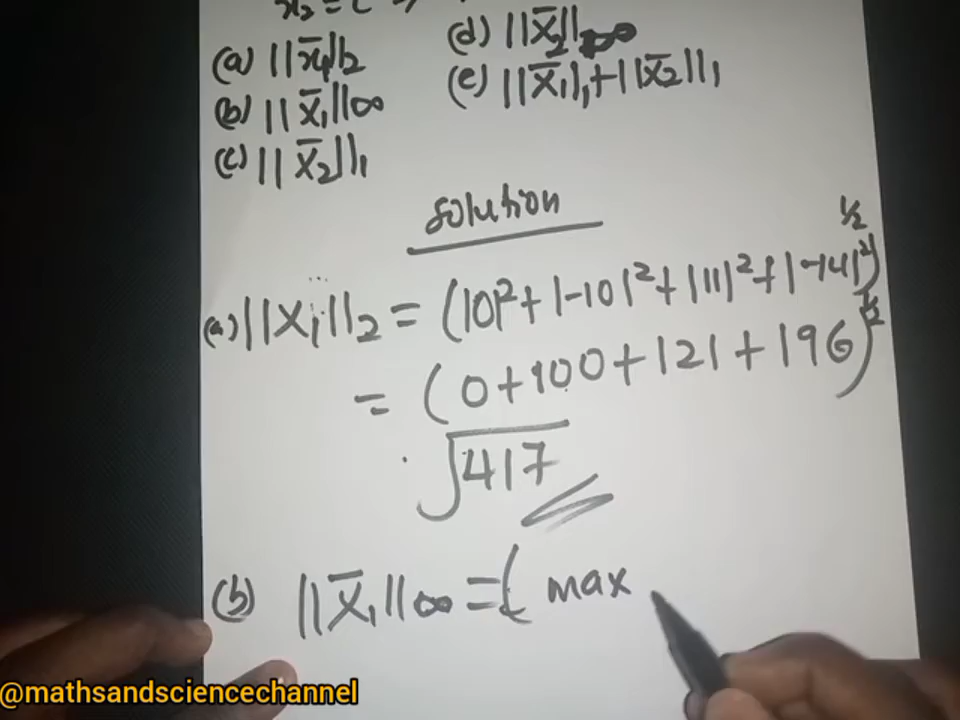 x̄₂ = (
(a) ||x̄₁||₂
(d) ||x̄₂||∞
(b) ||x̄₁||∞
(e) ||x̄₁||₁+||x̄₂||₁
(c) ||x̄₂||₁
solution
(a) ||x₁||₂ = (|0|²+|-10|²+|11|²+|-14|²)^½
= (0+100+121+196)^½
√417
(b) ||x̄₁||∞ = ( max
@mathsandsciencechannel